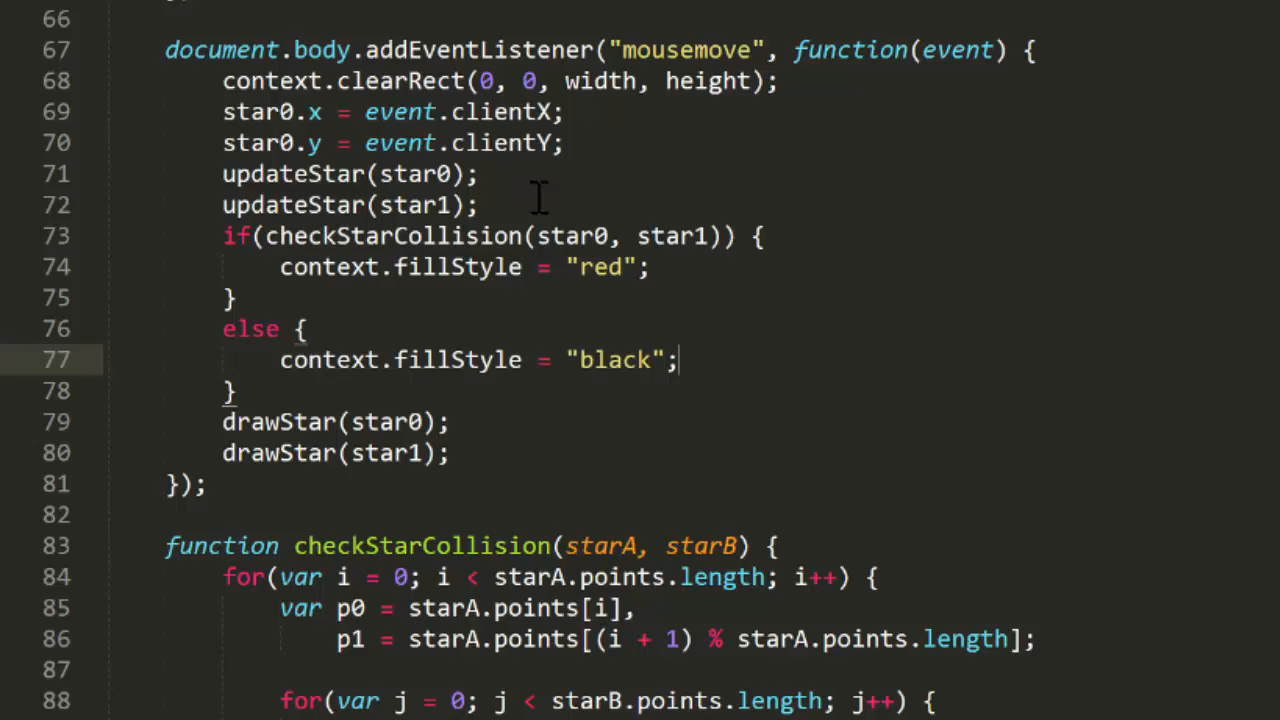 66
67 document.body.addEventListener("mousemove", function(event) {
68 context.clearRect(0, 0, width, height);
69 star0.x = event.clientX;
70 star0.y = event.clientY;
71 updateStar(star0);
72 updateStar(star1);
73 if(checkStarCollision(star0, star1)) {
74 context.fillStyle = "red";
75 }
76 else {
77 context.fillStyle = "black";
78 }
79 drawStar(star0);
80 drawStar(star1);
81 });
82
83 function checkStarCollision(starA, starB) {
84 for(var i = 0; i < starA.points.length; i++) {
85 var p0 = starA.points[i],
86 p1 = starA.points[(i + 1) % starA.points.length];
87
88 for(var j = 0; j < starB.points.length; j++) {